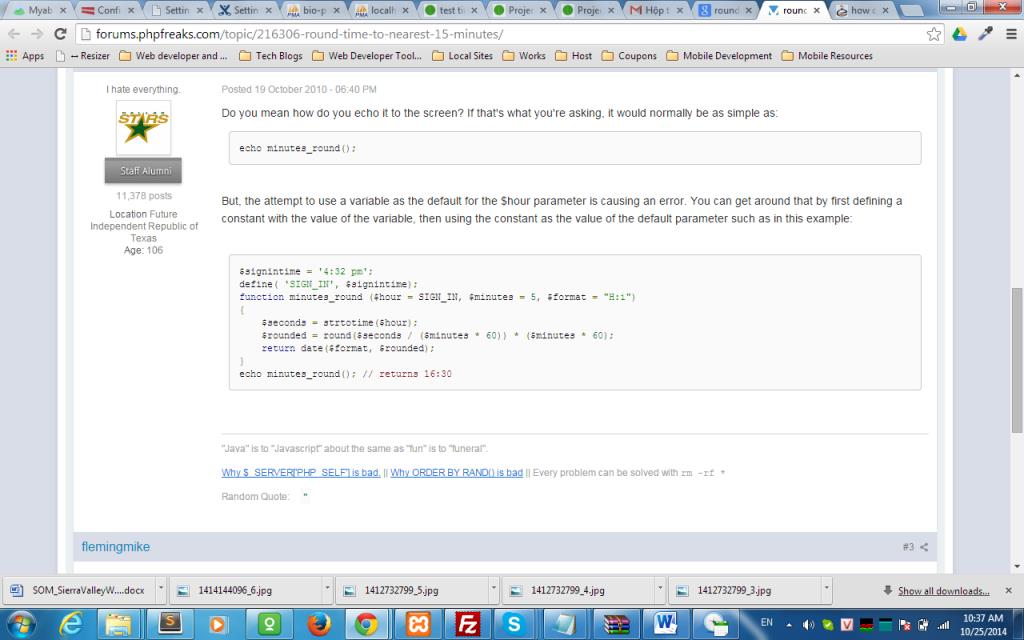 Myab
Confi
Settin
Settin
bio-p
local
test ti
Projec
Projec
Hộp t
round
round
how c
forums.phpfreaks.com/topic/216306-round-time-to-nearest-15-minutes/
Apps
-- Resizer
Web developer and ...
Tech Blogs
Web Developer Tool...
Local Sites
Works
Host
Coupons
Mobile Development
Mobile Resources
I hate everything.
STARS
Staff Alumni
11,378 posts
Location Future
Independent Republic of
Texas
Age: 106
Posted 19 October 2010 - 06:40 PM
Do you mean how do you echo it to the screen? If that's what you're asking, it would normally be as simple as:
echo minutes_round();
But, the attempt to use a variable as the default for the $hour parameter is causing an error. You can get around that by first defining a
constant with the value of the variable, then using the constant as the value of the default parameter such as in this example:
$signintime = '4:32 pm';
define( 'SIGN_IN', $signintime);
function minutes_round ($hour = SIGN_IN, $minutes = 5, $format = "H:i")
{
$seconds = strtotime($hour);
$rounded = round($seconds / ($minutes * 60)) * ($minutes * 60);
return date($format, $rounded);
}
echo minutes_round(); // returns 16:30
"Java" is to "Javascript" about the same as "fun" is to "funeral".
Why $_SERVER['PHP_SELF'] is bad. || Why ORDER BY RAND() is bad || Every problem can be solved with rm -rf *
Random Quote: "
flemingmike
#3
SOM_SierraValleyW....docx
1414144096_6.jpg
1412732799_5.jpg
1412732799_4.jpg
1412732799_3.jpg
Show all downloads...
EN
10:37 AM
10/25/2014